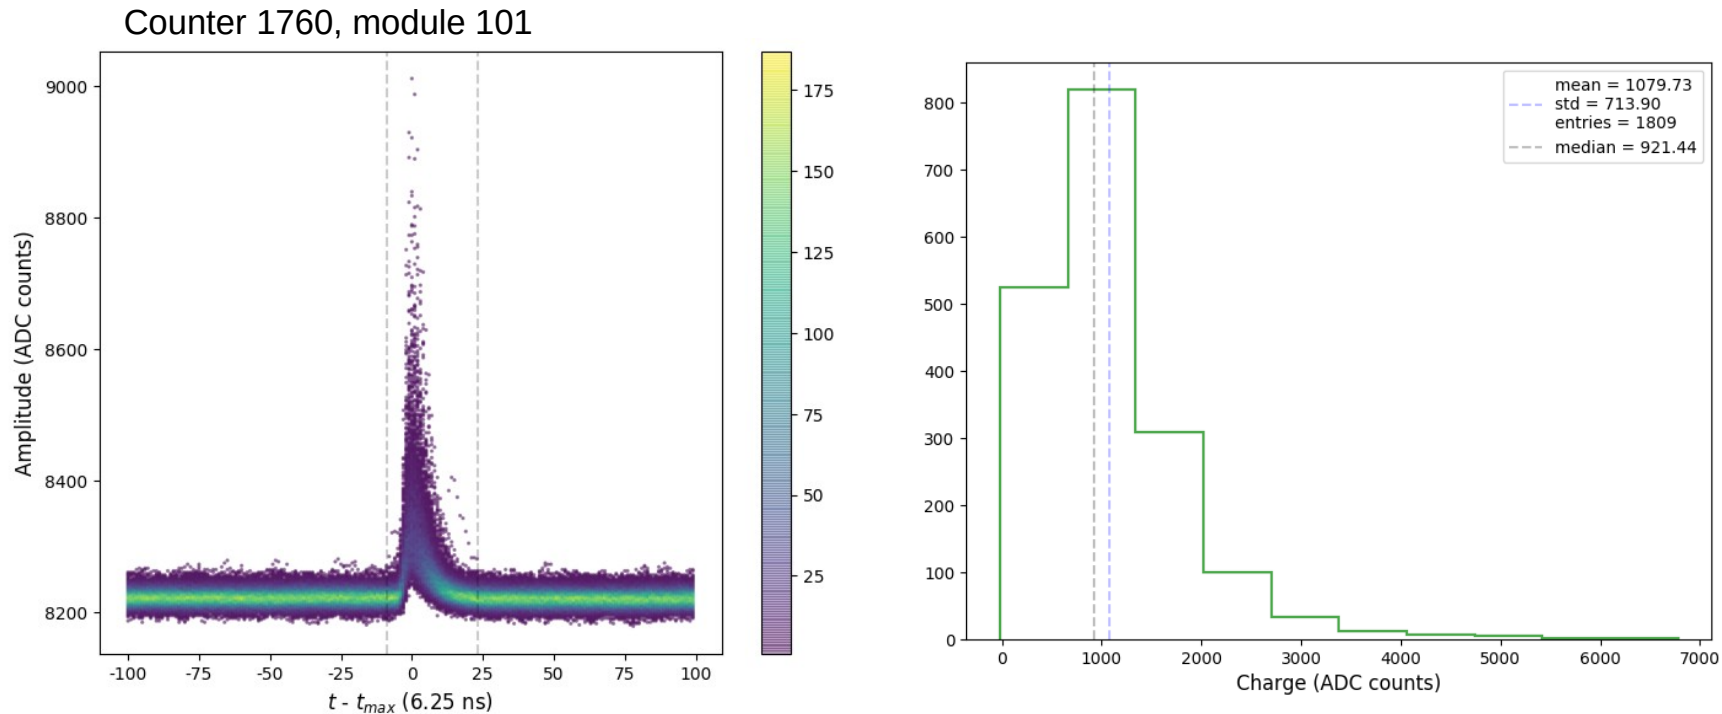 Counter 1760, module 101
9000
8800
8600
8400
8200
Amplitude (ADC counts)
-100 -75 -50 -25 0 25 50 75 100
t - tmax (6.25 ns)
175
150
125
100
75
50
25
800
700
600
500
400
300
200
100
0
0 1000 2000 3000 4000 5000 6000 7000
Charge (ADC counts)
mean = 1079.73
std = 713.90
entries = 1809
median = 921.44